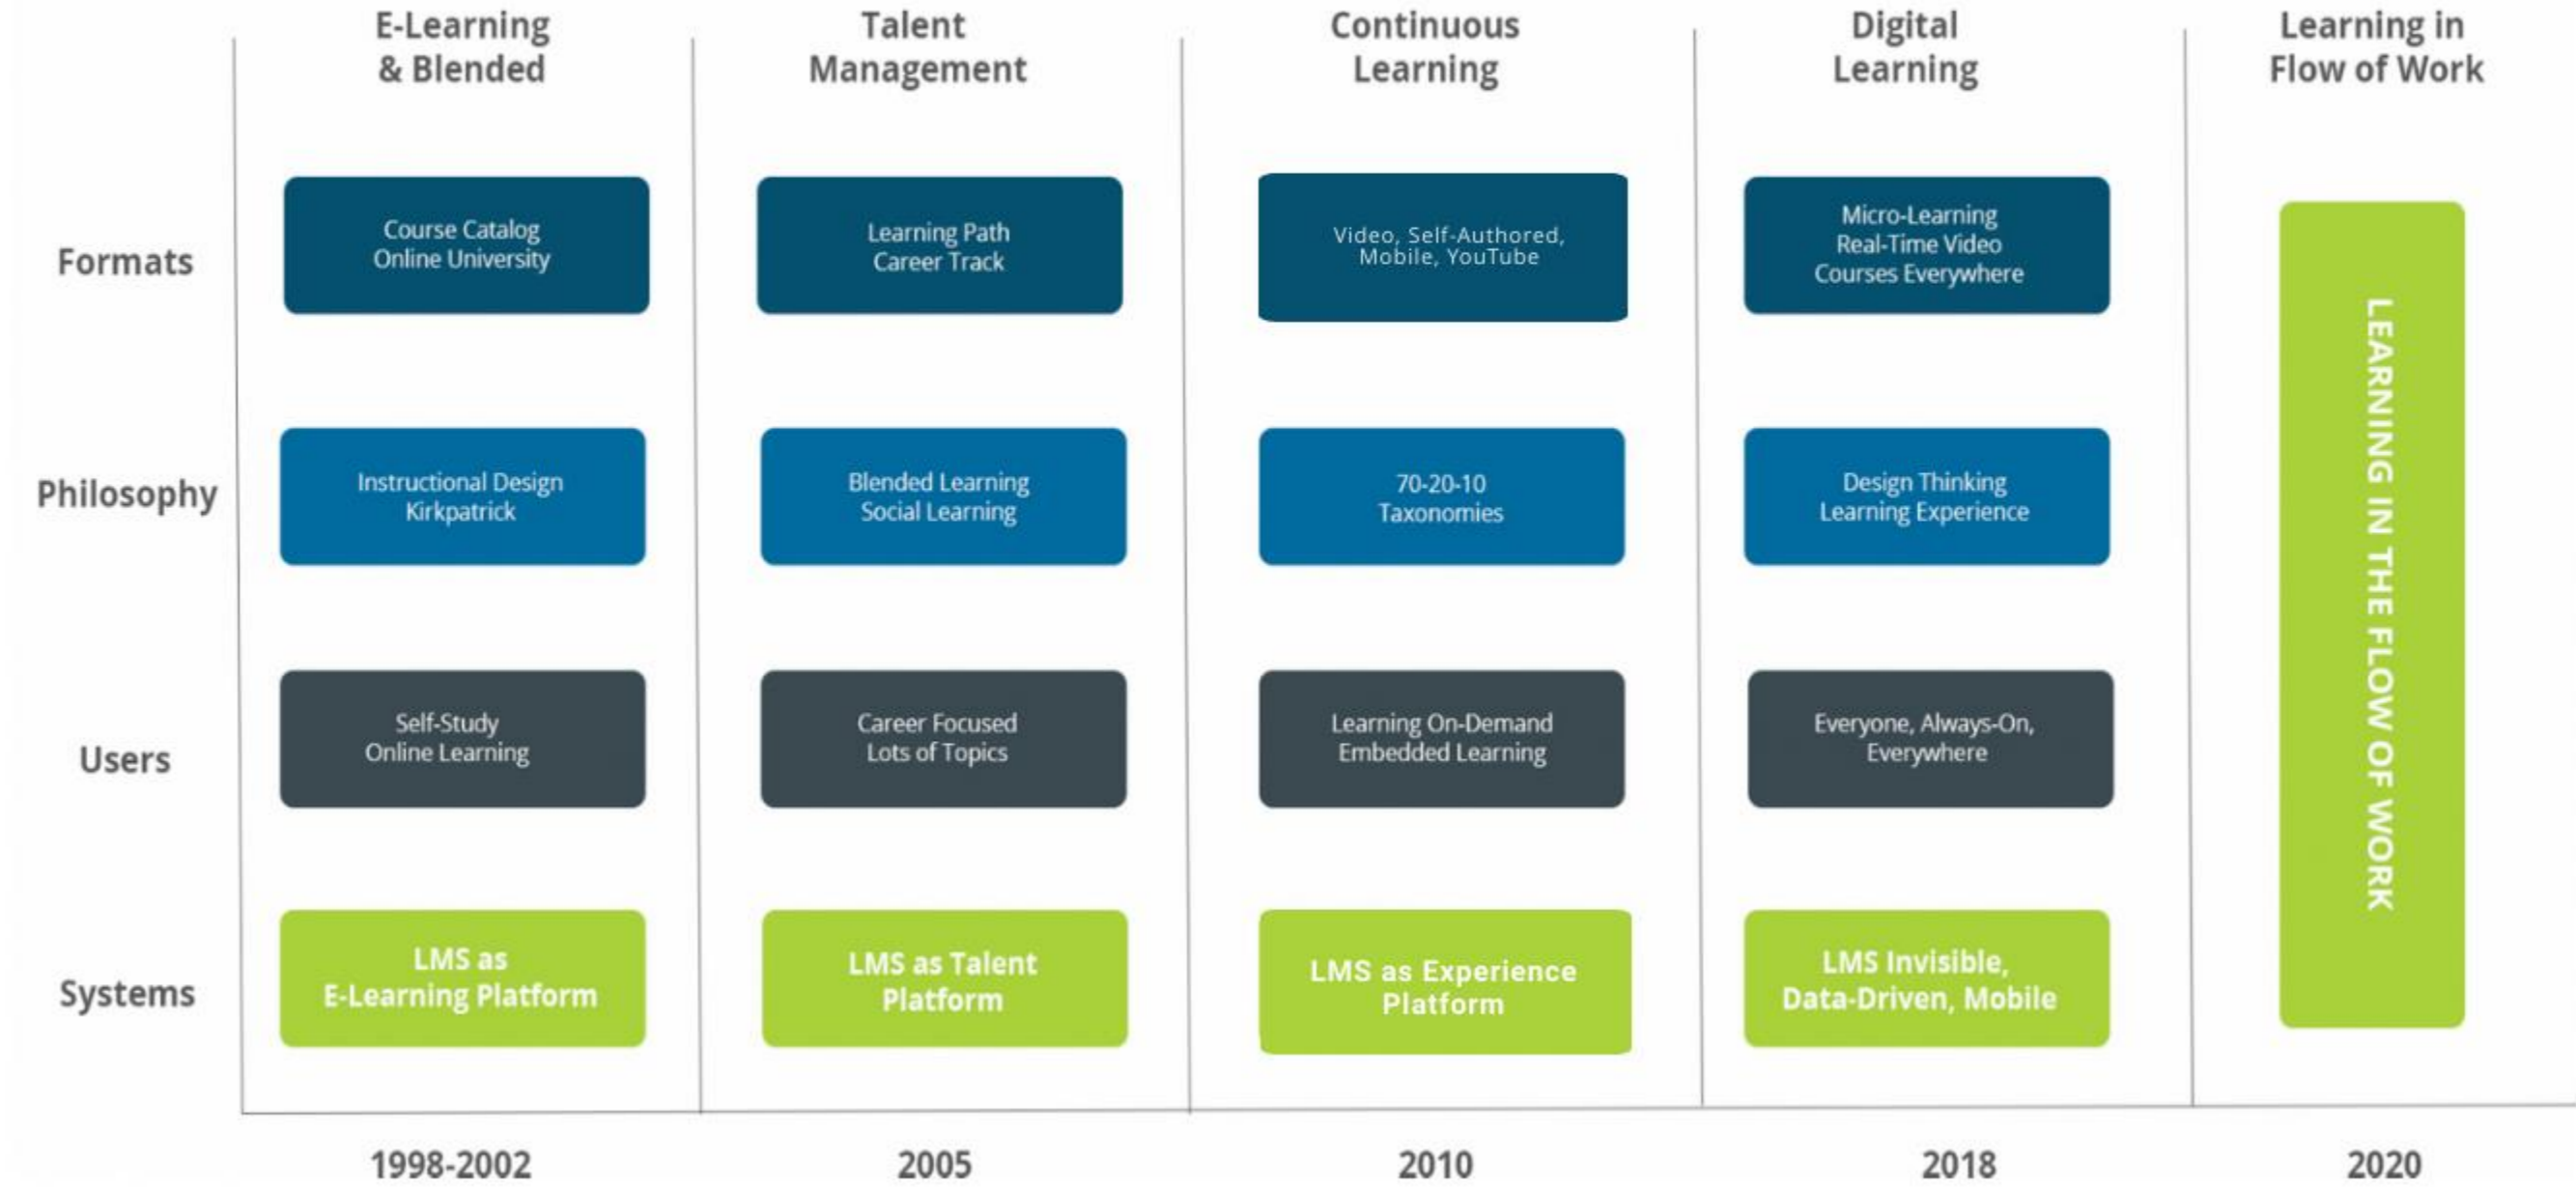 E-Learning
& Blended
Talent
Management
Continuous
Learning
Digital
Learning
Learning in
Flow of Work
Formats
Course Catalog
Online University
Learning Path
Career Track
Video, Self-Authored,
Mobile, YouTube
Micro-Learning
Real-Time Video
Courses Everywhere
Philosophy
Instructional Design
Kirkpatrick
Blended Learning
Social Learning
70-20-10
Taxonomies
Design Thinking
Learning Experience
Users
Self-Study
Online Learning
Career Focused
Lots of Topics
Learning On-Demand
Embedded Learning
Everyone, Always-On,
Everywhere
Systems
LMS as
E-Learning Platform
LMS as Talent
Platform
LMS as Experience
Platform
LMS Invisible,
Data-Driven, Mobile
LEARNING IN THE FLOW OF WORK
1998-2002
2005
2010
2018
2020